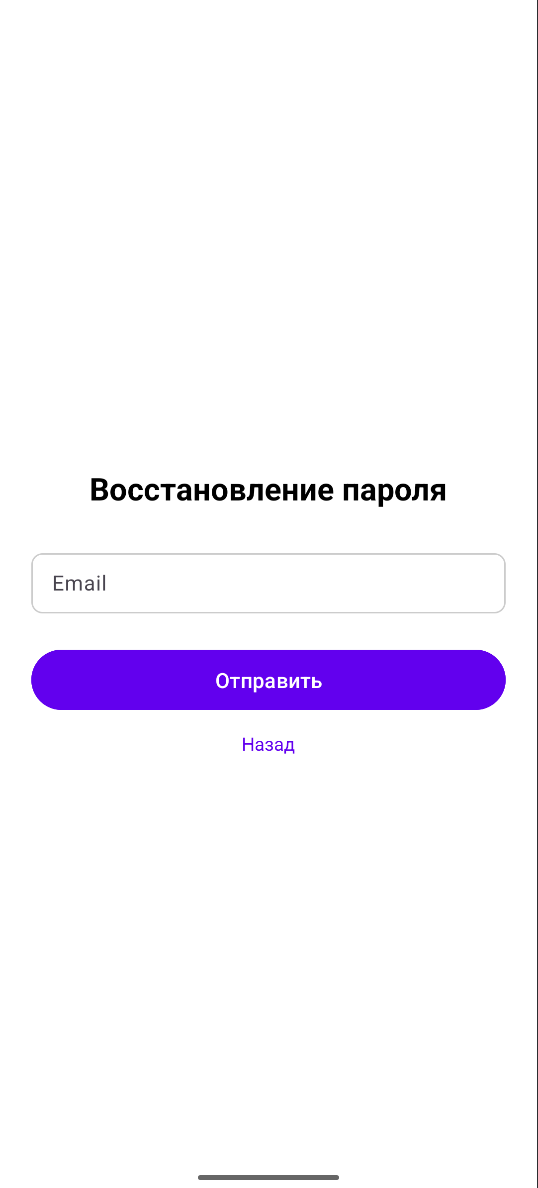 Восстановление пароля
Email
Отправить
Назад